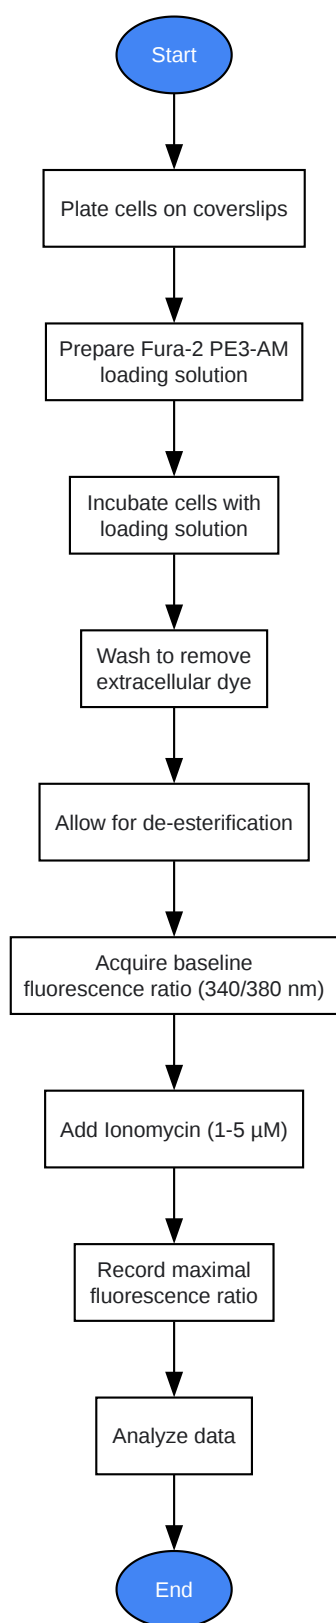 Start
Plate cells on coverslips
Prepare Fura-2 PE3-AM
loading solution
Incubate cells with
loading solution
Wash to remove
extracellular dye
Allow for de-esterification
Acquire baseline
fluorescence ratio (340/380 nm)
Add Ionomycin (1-5 µM)
Record maximal
fluorescence ratio
Analyze data
End